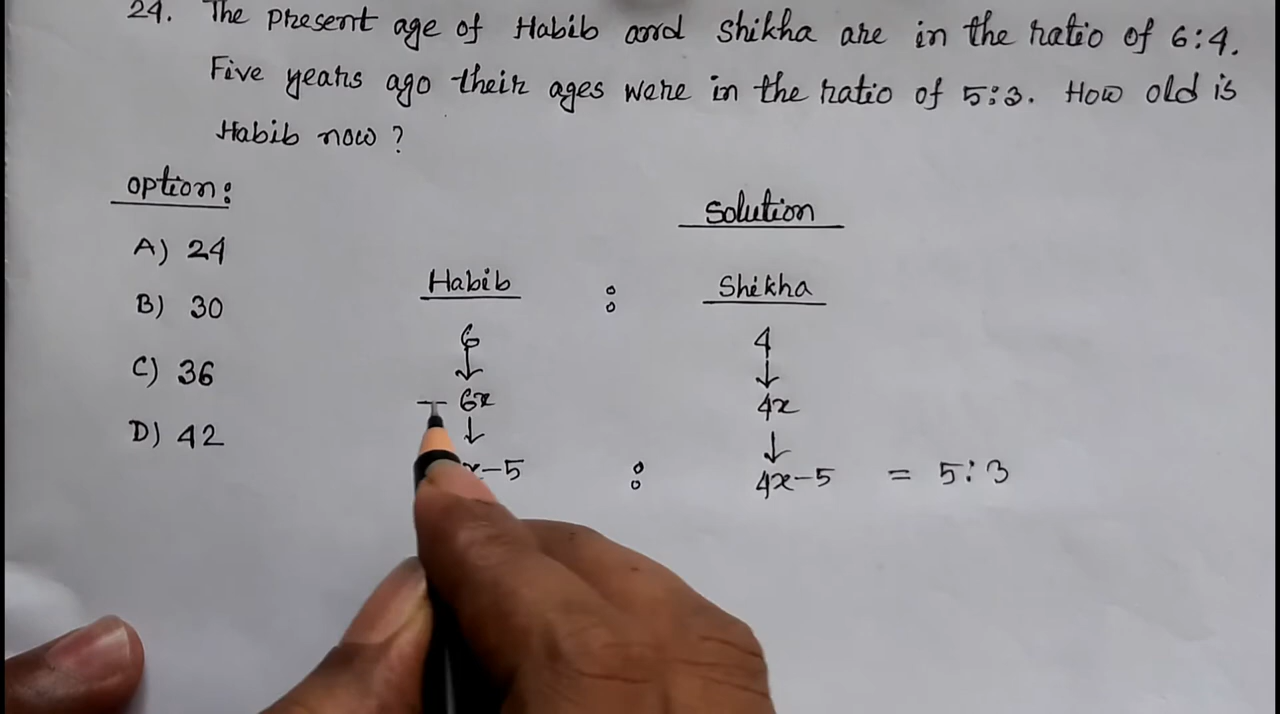 24. The present age of Habib and Shikha are in the ratio of 6:4.
Five years ago their ages were in the ratio of 5:3. How old is
Habib now?
option:
Solution
A) 24
B) 30
C) 36
D) 42
Habib : Shikha
6 4
↓ ↓
6x 4x
↓ ↓
x-5 : 4x-5 = 5:3